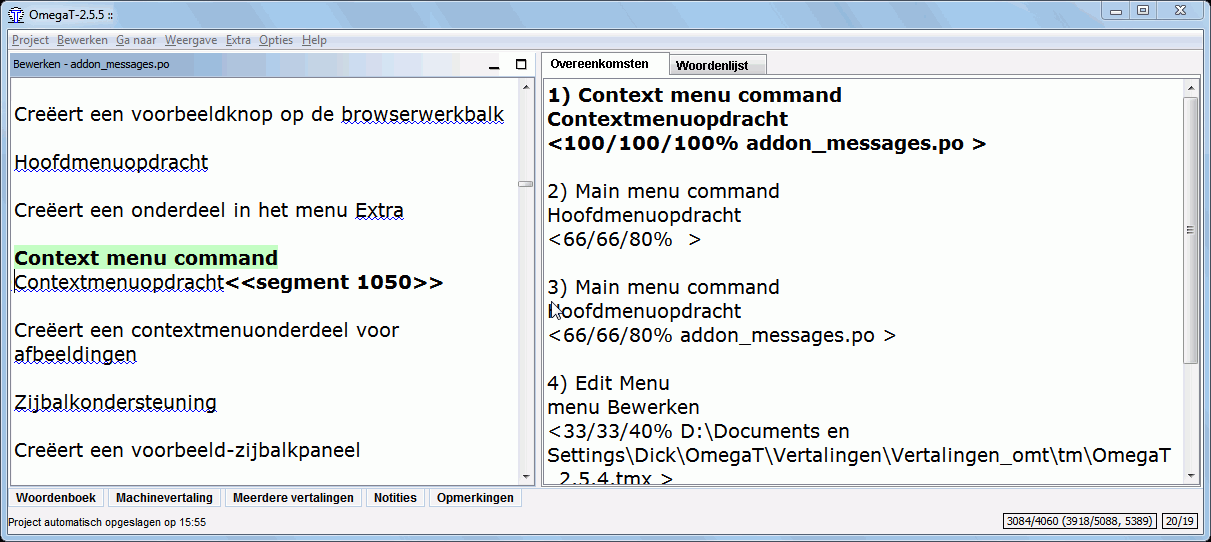 OmegaT-2.5.5 ::
Project Bewerken Ga naar Weergave Extra Opties Help
Bewerken - addon_messages.po
Creëert een voorbeeldknop op de browserwerkbalk
Hoofdmenuopdracht
Creëert een onderdeel in het menu Extra
Context menu command
Contextmenuopdracht<<segment 1050>>
Creëert een contextmenuonderdeel voor
afbeeldingen
Zijbalkondersteuning
Creëert een voorbeeld-zijbalkpaneel
Overeenkomsten Woordenlijst
1) Context menu command
Contextmenuopdracht
<100/100/100% addon_messages.po >
2) Main menu command
Hoofdmenuopdracht
<66/66/80% >
3) Main menu command
Hoofdmenuopdracht
<66/66/80% addon_messages.po >
4) Edit Menu
menu Bewerken
<33/33/40% D:\Documents en
Settings\Dick\OmegaT\Vertalingen\Vertalingen_omt\tm\OmegaT
_2.5.4.tmx >
Woordenboek Machinevertaling Meerdere vertalingen Notities Opmerkingen
Project automatisch opgeslagen op 15:55
3084/4060 (3918/5088, 5389) 20/19